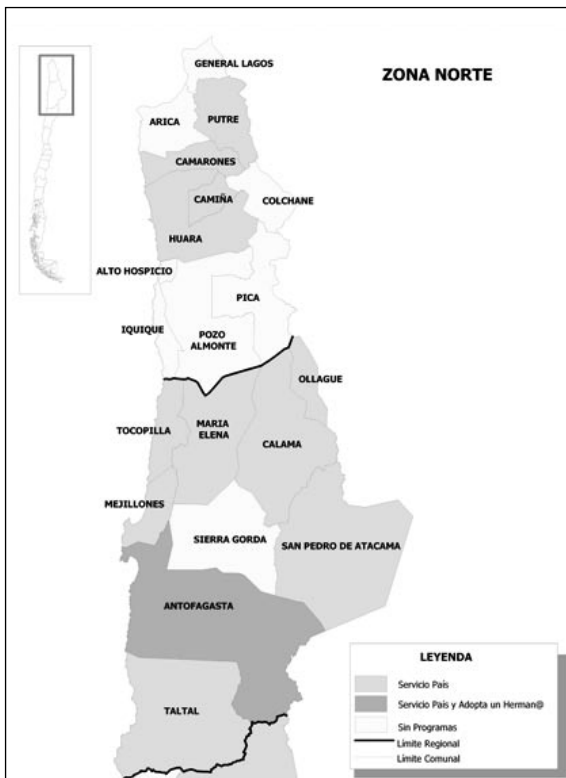 ZONA NORTE
GENERAL LAGOS
PUTRE
ARICA
CAMARONES
CAMIÑA
COLCHANE
HUARA
ALTO HOSPICIO
PICA
IQUIQUE
POZO
ALMONTE
OLLAGUE
MARIA
ELENA
TOCOPILLA
CALAMA
MEJILLONES
SIERRA GORDA
SAN PEDRO DE ATACAMA
ANTOFAGASTA
TALTAL
LEYENDA
Servicio País
Servicio País y Adopta un Herman@
Sin Programas
Límite Regional
Límite Comunal